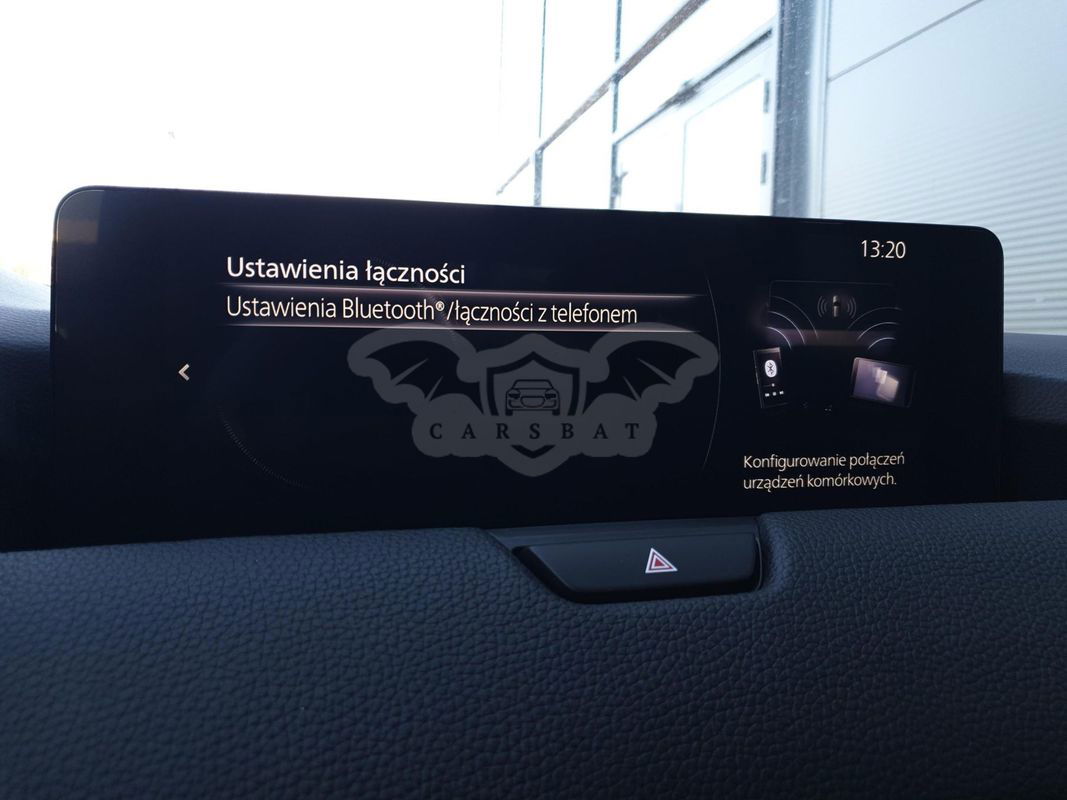 13:20
Ustawienia łączności
Ustawienia Bluetooth®/łączności z telefonem
<
CARSBAT
Konfigurowanie połączeń
urządzeń komórkowych.